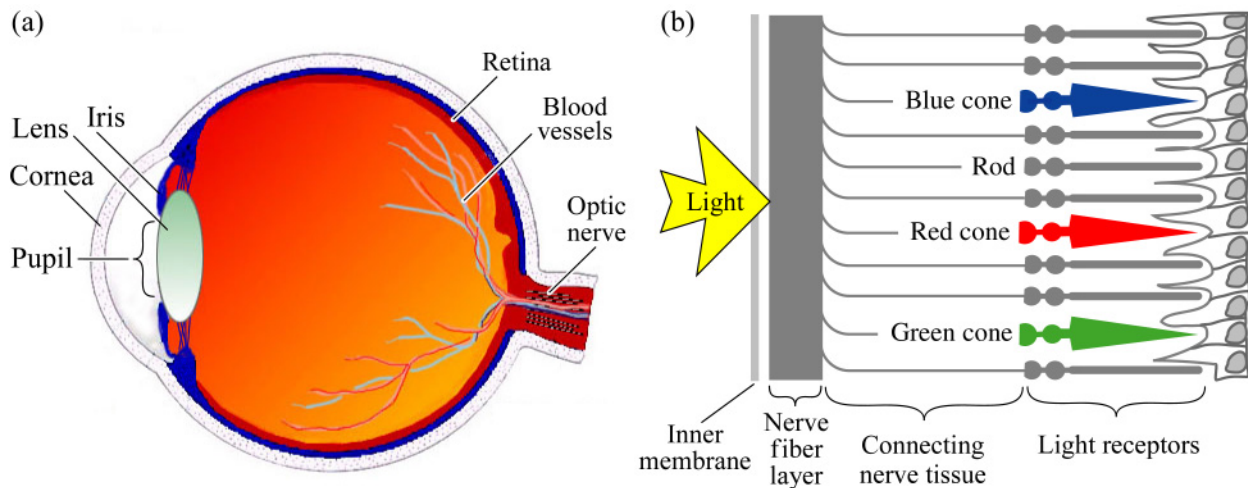 (a)
Retina
Blood
vessels
Iris
Lens
Cornea
Pupil
Optic
nerve
(b)
Blue cone
Rod
Light
Red cone
Green cone
Inner
membrane
Nerve
fiber
layer
Connecting
nerve tissue
Light receptors